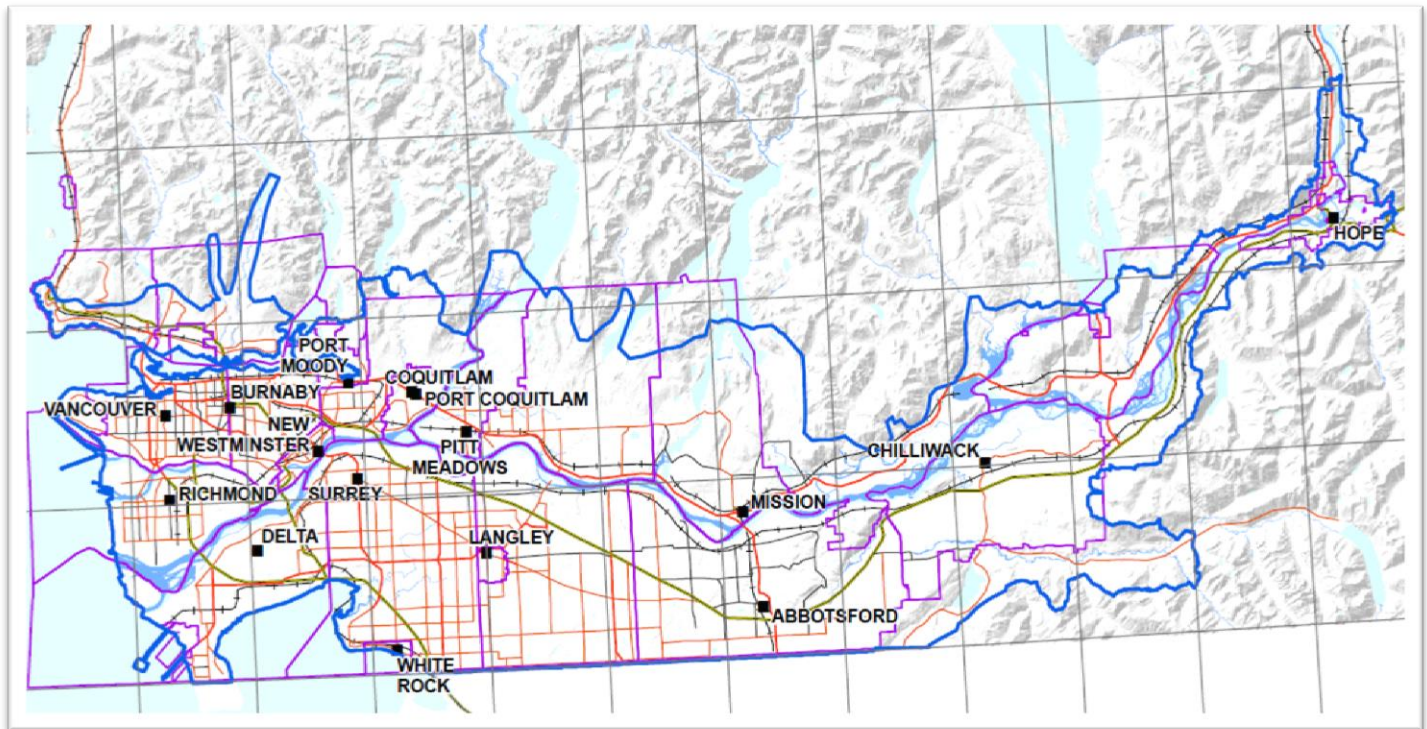 HOPE
PORT
MOODY
COQUITLAM
BURNABY
PORT COQUITLAM
VANCOUVER
NEW
WESTMINSTER
PITT
MEADOWS
CHILLIWACK
RICHMOND
SURREY
MISSION
DELTA
LANGLEY
ABBOTSFORD
WHITE
ROCK